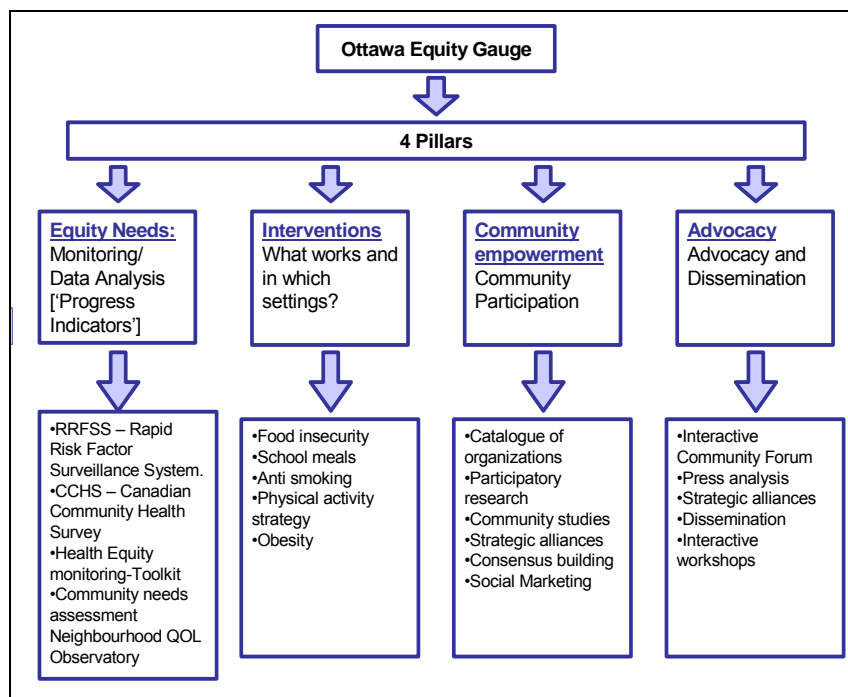 Ottawa Equity Gauge
4 Pillars
Equity Needs:
Monitoring/
Data Analysis
[‘Progress
Indicators’]
Interventions
What works and
in which
settings?
Community
empowerment
Community
Participation
Advocacy
Advocacy and
Dissemination
•RRFSS – Rapid
Risk Factor
Surveillance System.
•CCHS – Canadian
Community Health
Survey
•Health Equity
monitoring-Toolkit
•Community needs
assessment
Neighbourhood QOL
Observatory
•Food insecurity
•School meals
•Anti smoking
•Physical activity
strategy
•Obesity
•Catalogue of
organizations
•Participatory
research
•Community studies
•Strategic alliances
•Consensus building
•Social Marketing
•Interactive
Community Forum
•Press analysis
•Strategic alliances
•Dissemination
•Interactive
workshops